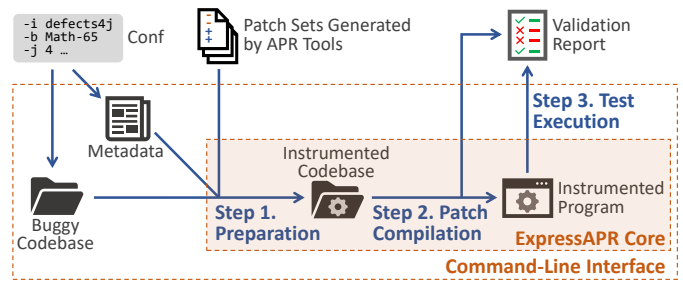 -i defects4j
-b Math-65
-j 4 …
Conf
Patch Sets Generated
by APR Tools
Validation
Report
Step 3. Test
Execution
Metadata
Instrumented
Codebase
Buggy
Codebase
Step 1.
Preparation
Step 2. Patch
Compilation
Instrumented
Program
ExpressAPR Core
Command-Line Interface